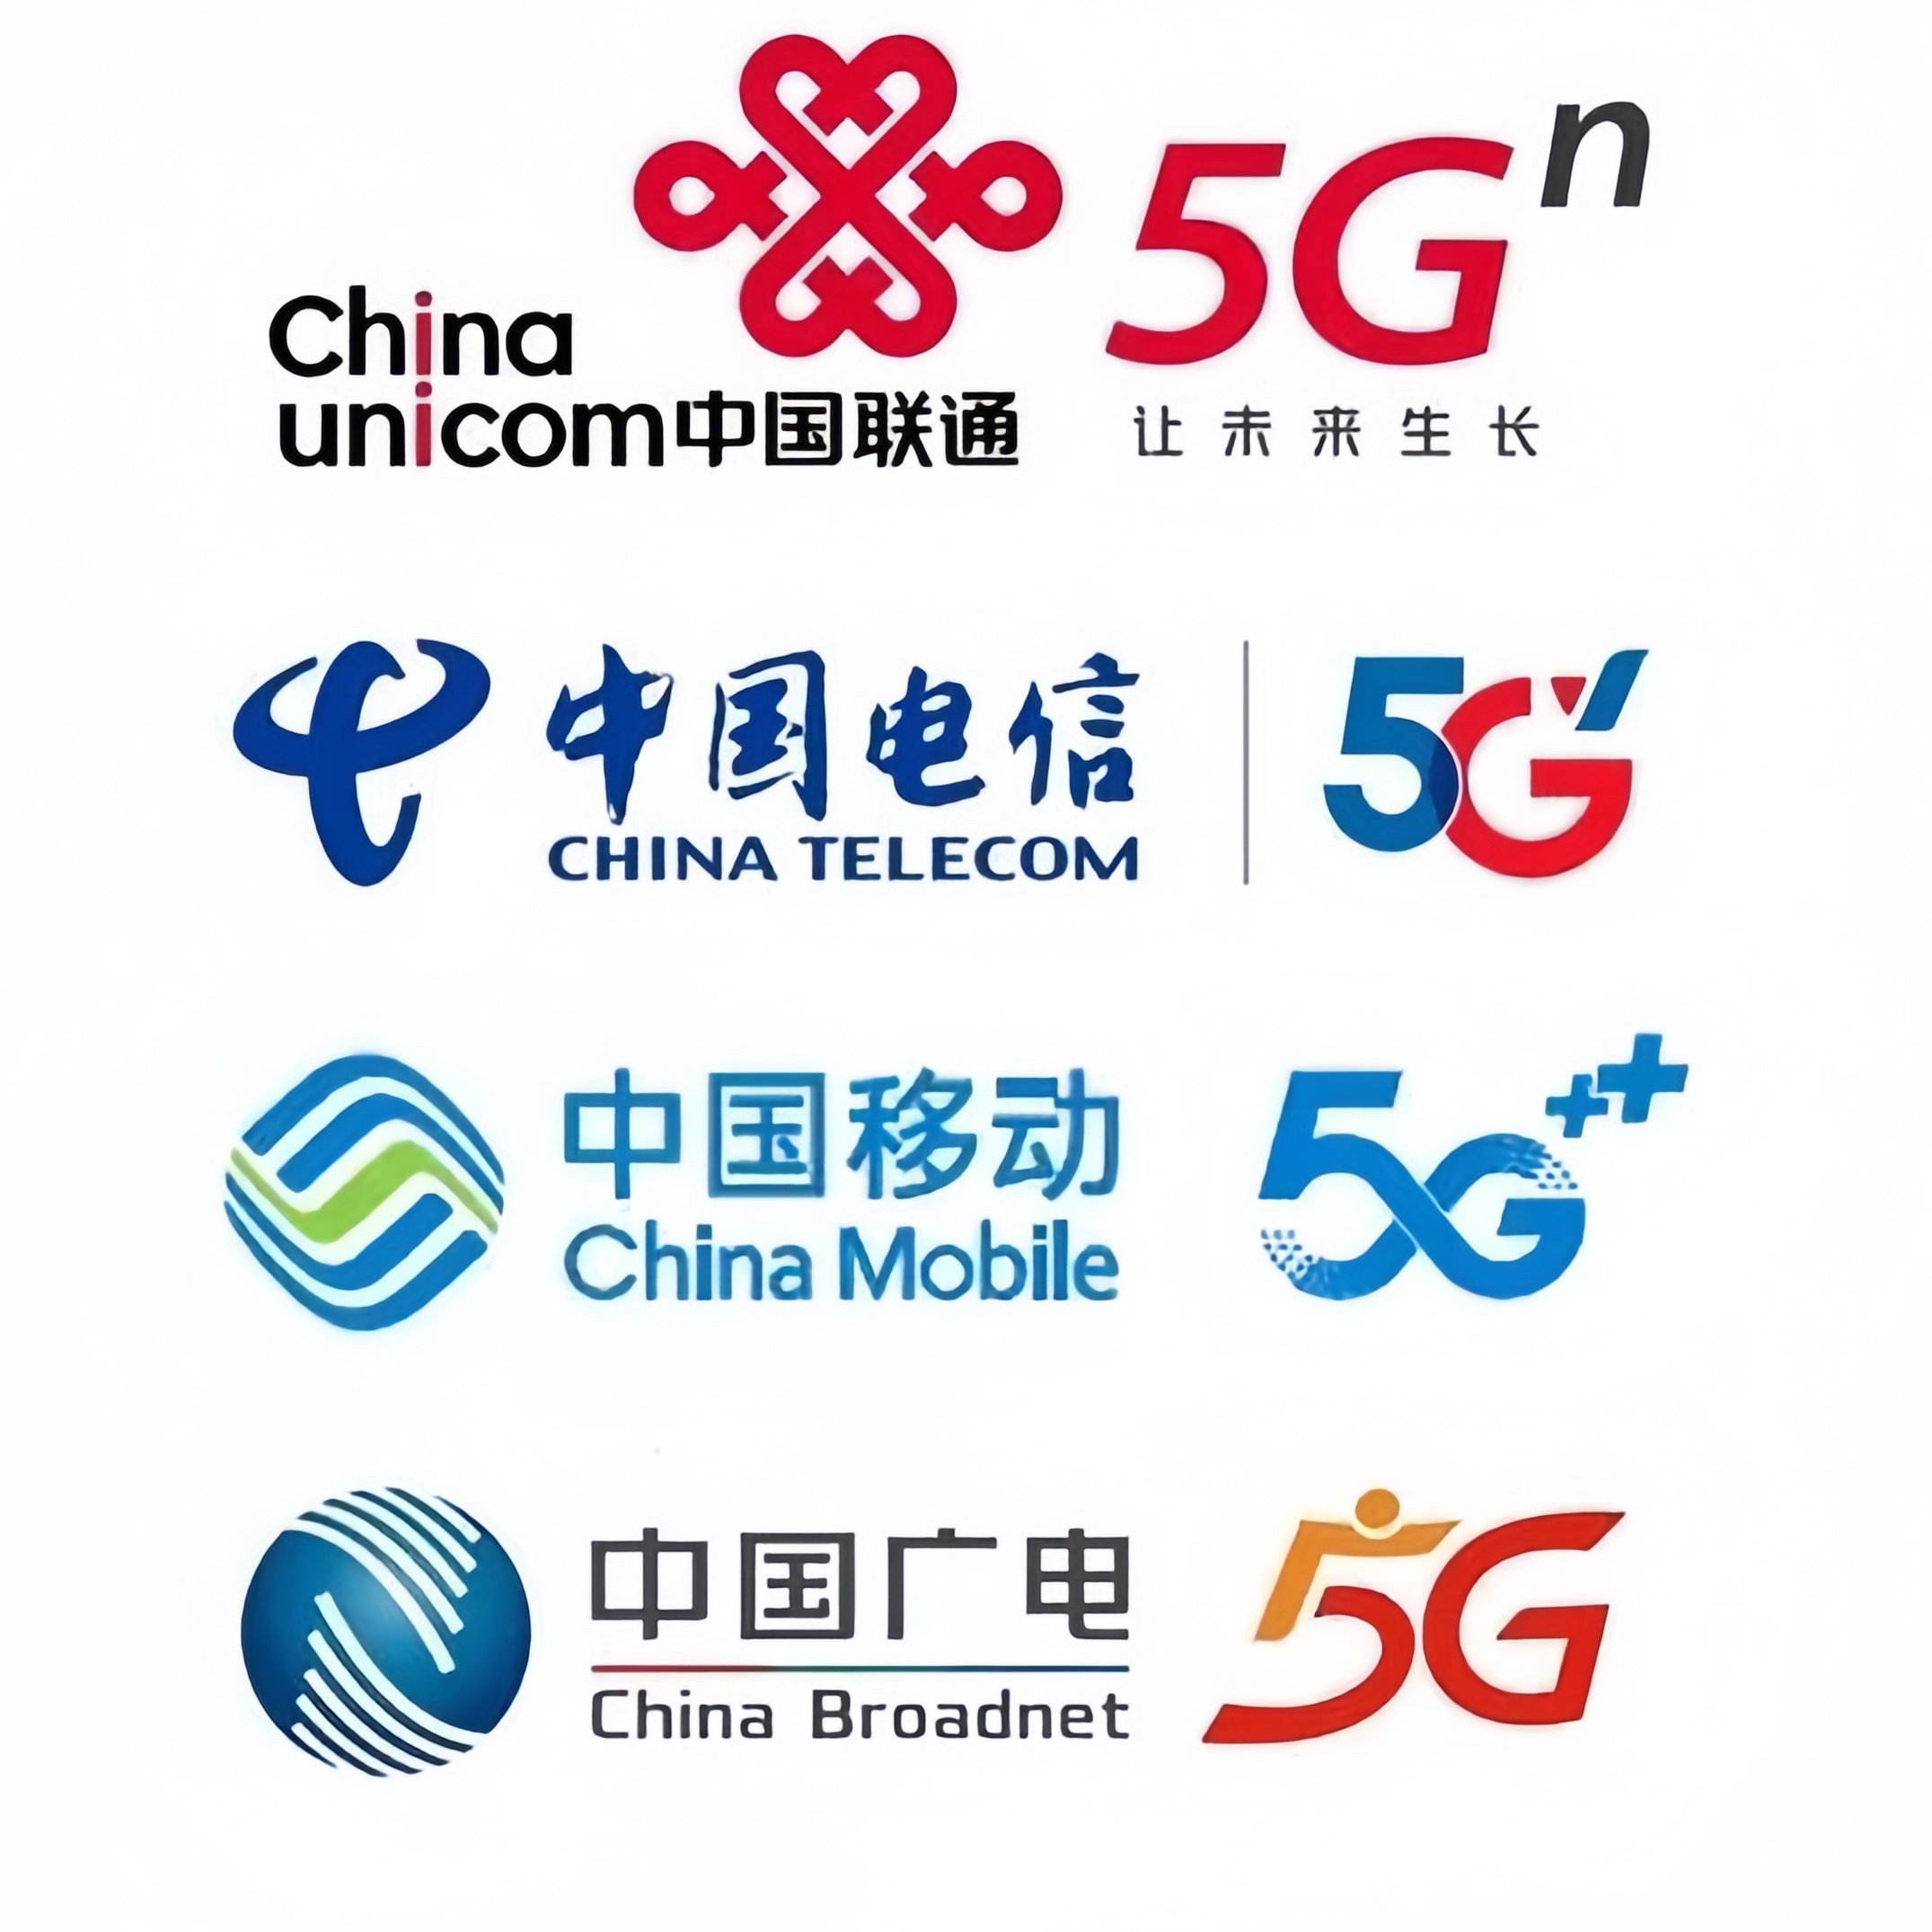 5Gn
China
unicom中国联通
让未来生长
中国电信
CHINA TELECOM
5G
中国移动
China Mobile
5G++
中国广电
China Broadnet
5G